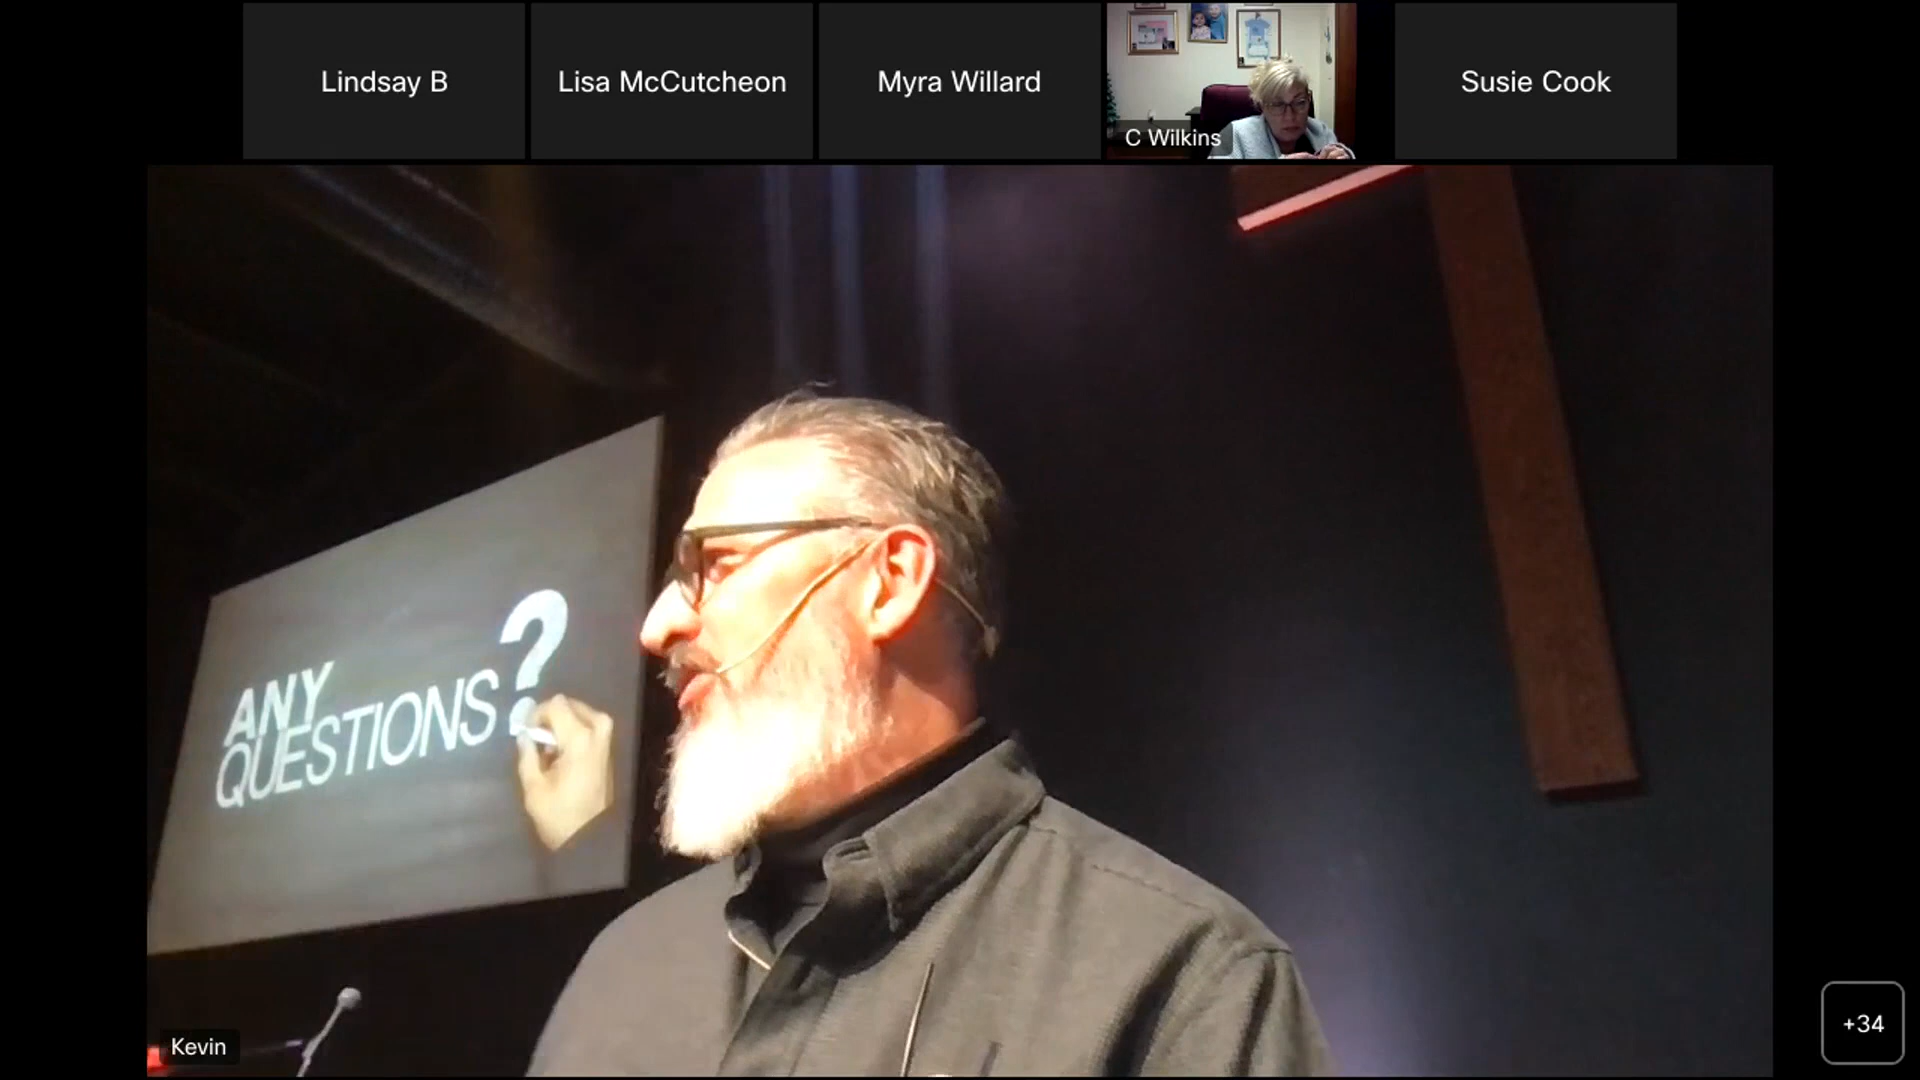 Lindsay B
Lisa McCutcheon
Myra Willard
C Wilkins
Susie Cook
ANY
QUESTIONS?
Kevin
+34